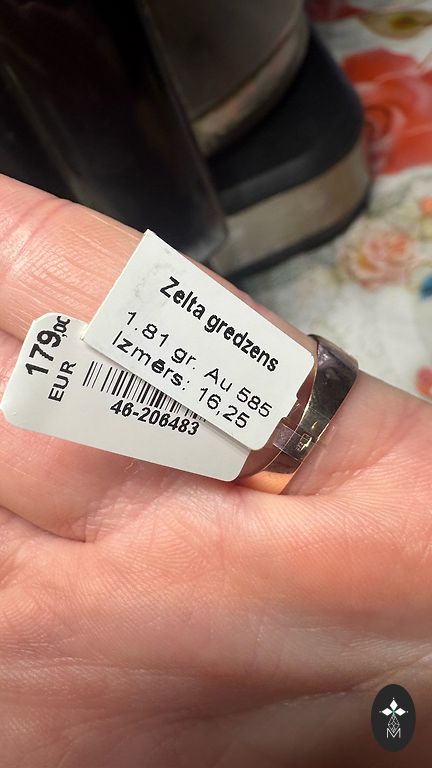 Zelta gredzens
1.81 gr. Au 585
Izmērs: 16,25
179,00
EUR
46-206483
M